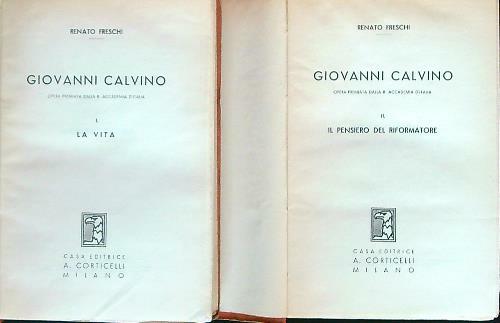 RENATO FRESCHI
GIOVANNI CALVINO
OPERA PREMIATA DALLA R. ACCADEMIA D'ITALIA
I.
LA VITA
CASA EDITRICE
A. CORTICELLI
MILANO
RENATO FRESCHI
GIOVANNI CALVINO
OPERA PREMIATA DALLA R. ACCADEMIA D'ITALIA
II.
IL PENSIERO DEL RIFORMATORE
CASA EDITRICE
A. CORTICELLI
MILANO